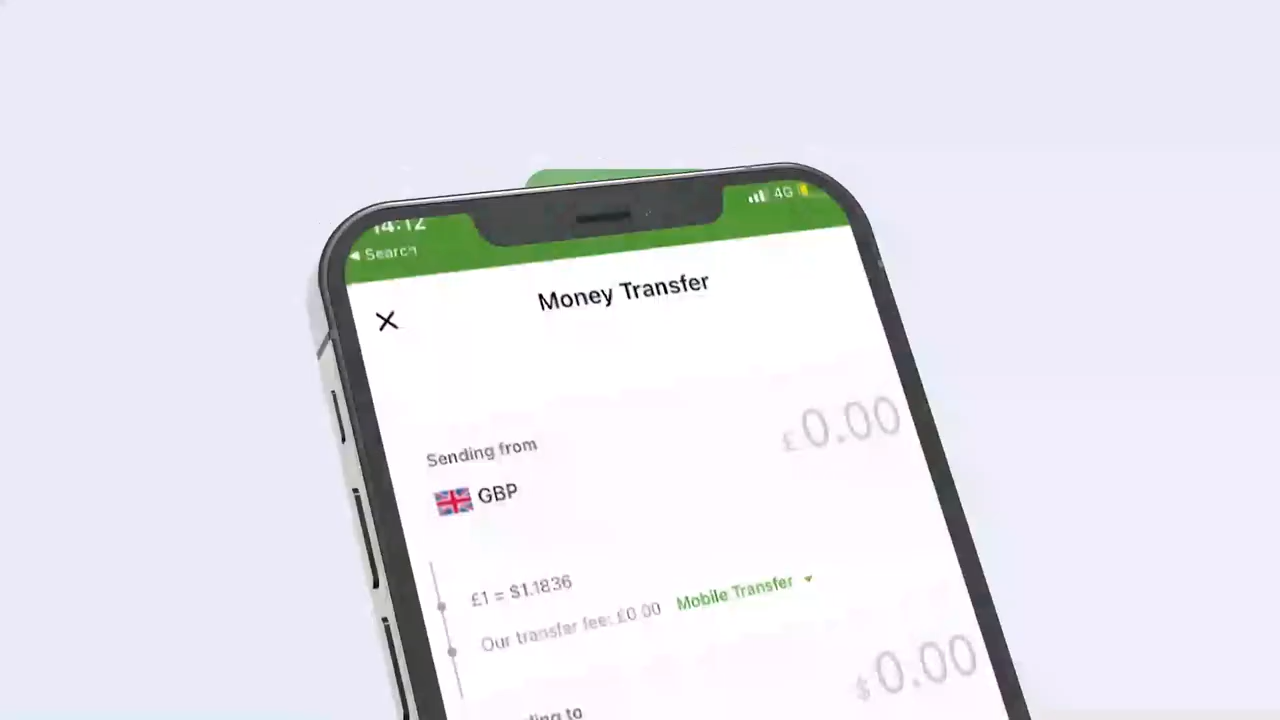 14:12
4G
Search
Money Transfer
Sending from
£0.00
GBP
£1 = $1.1836
Our transfer fee: £0.00 Mobile Transfer
$0.00
to